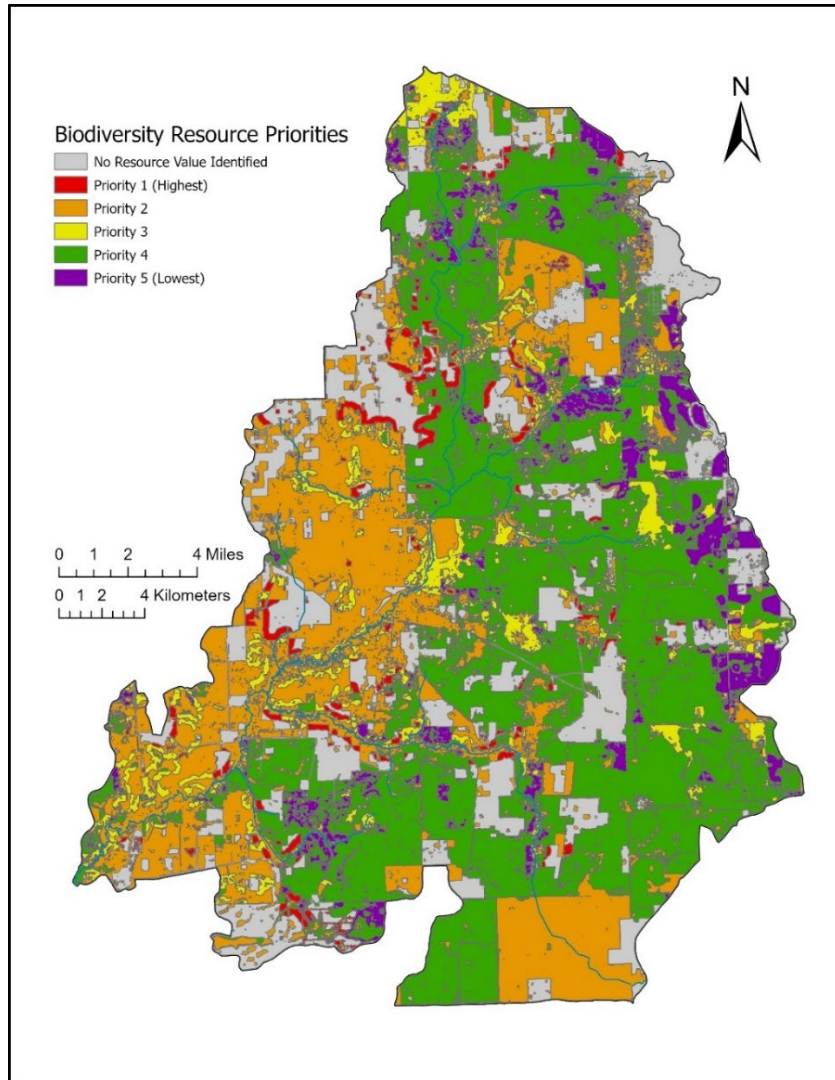 N
Biodiversity Resource Priorities
No Resource Value Identified
Priority 1 (Highest)
Priority 2
Priority 3
Priority 4
Priority 5 (Lowest)
0 1 2 4 Miles
0 1 2 4 Kilometers